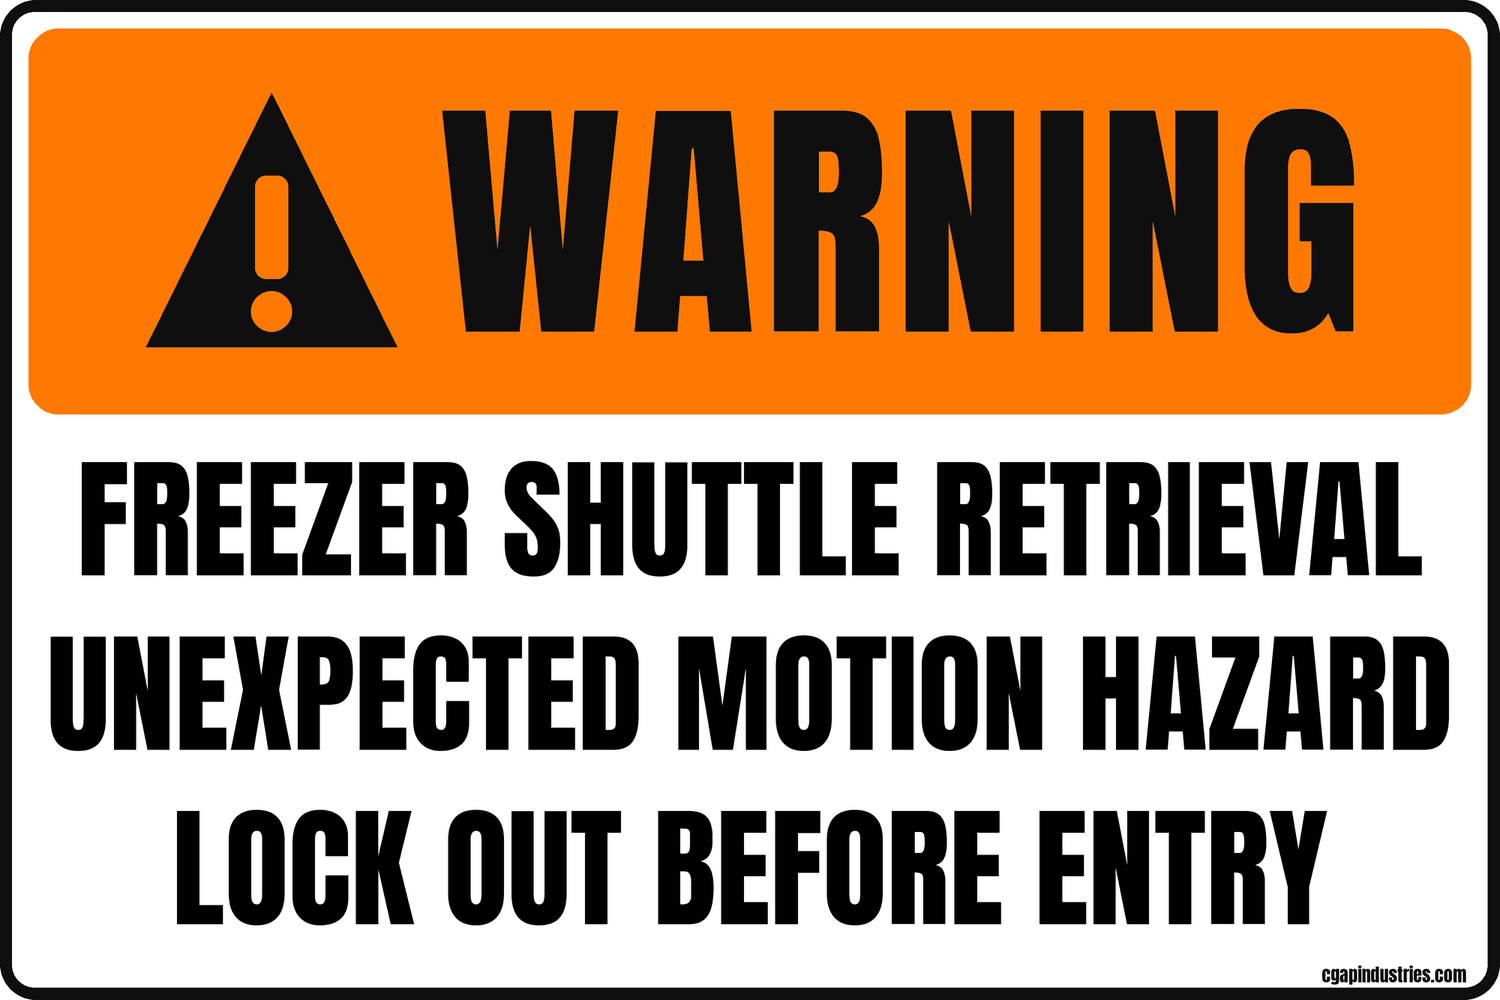 WARNING
FREEZER SHUTTLE RETRIEVAL
UNEXPECTED MOTION HAZARD
LOCK OUT BEFORE ENTRY
cgapindustries.com